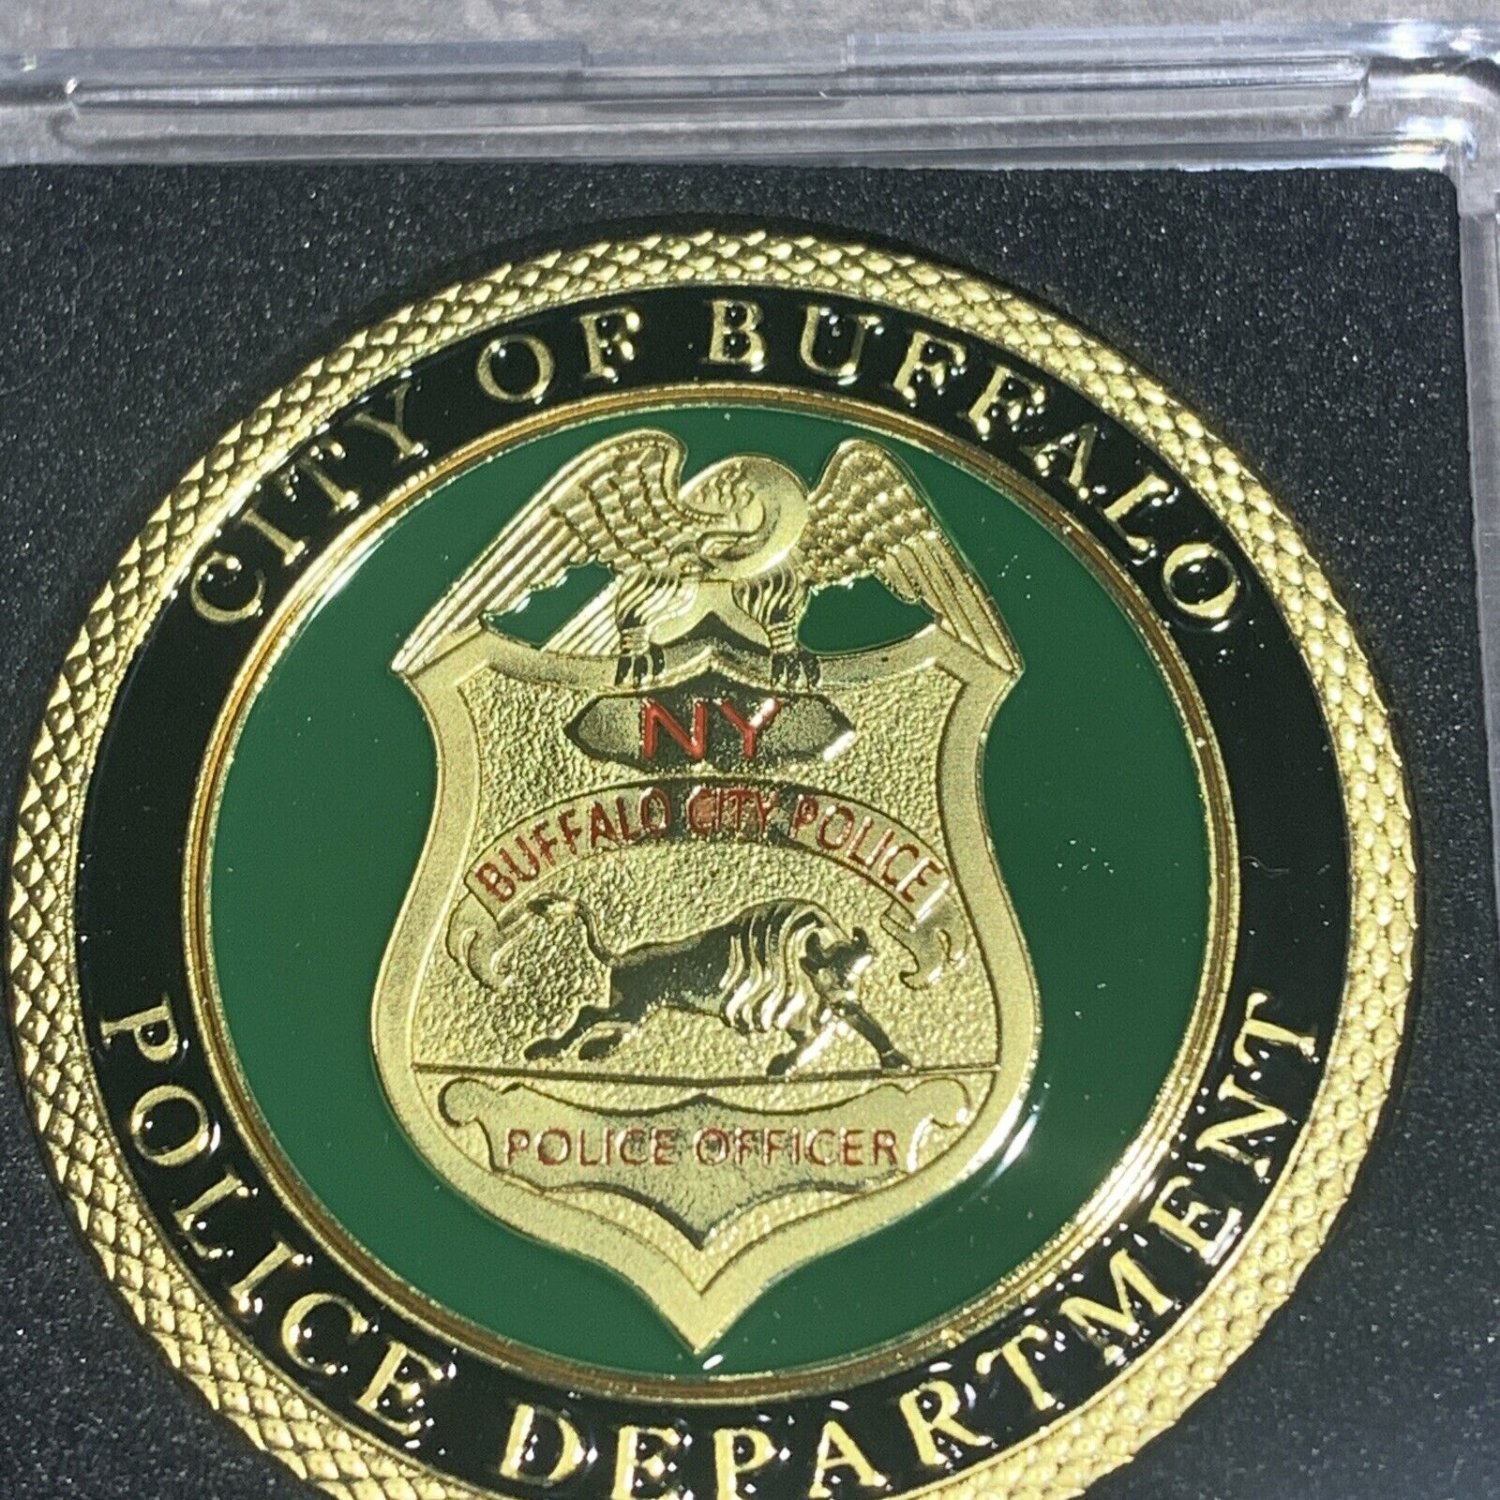 CITY OF BUFFALO
NY
BUFFALO CITY POLICE
POLICE OFFICER
POLICE DEPARTMENT